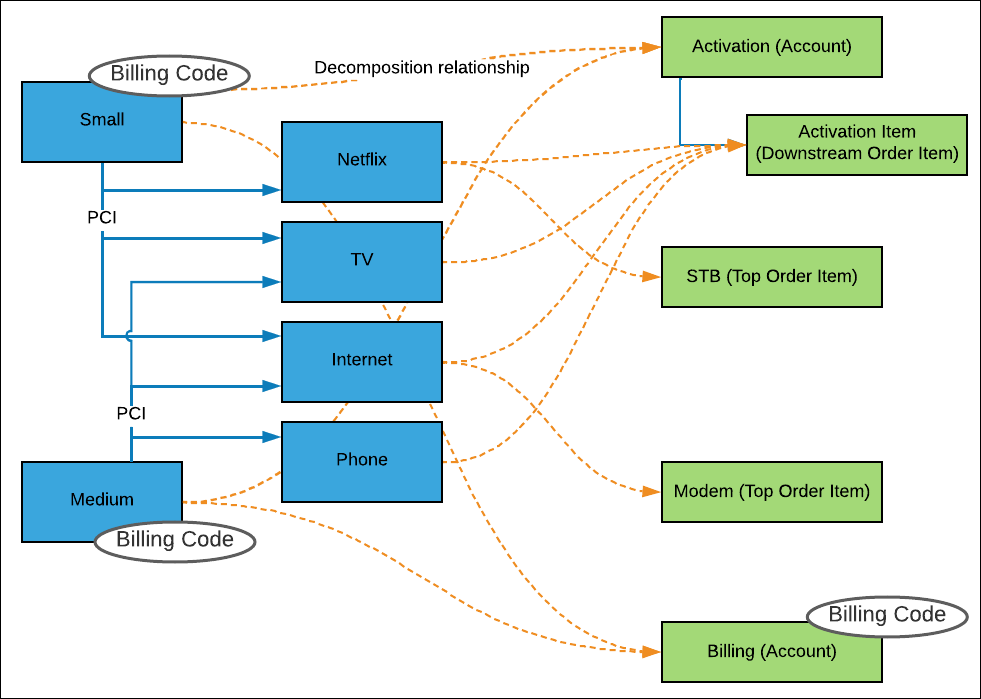 Billing Code
Small
Decomposition relationship
Activation (Account)
Activation Item
(Downstream Order Item)
Netflix
PCI
TV
STB (Top Order Item)
Internet
PCI
Phone
Medium
Billing Code
Modem (Top Order Item)
Billing Code
Billing (Account)